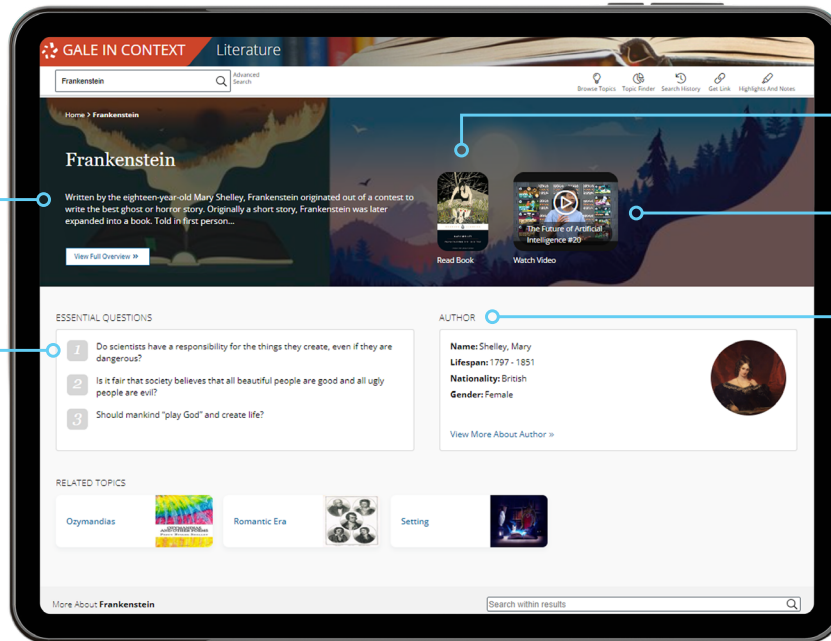 GALE IN CONTEXT Literature
Frankenstein
Advanced
Search
Browse Topics Topic Finder Search History Get Link Highlights And Notes
Home > Frankenstein
Frankenstein
Written by the eighteen-year-old Mary Shelley, Frankenstein originated out of a contest to
write the best ghost or horror story. Originally a short story, Frankenstein was later
expanded into a book. Told in first person...
View Full Overview »
Read Book
The Future of Artificial
Intelligence #20
Watch Video
ESSENTIAL QUESTIONS
1 Do scientists have a responsibility for the things they create, even if they are
dangerous?
2 Is it fair that society believes that all beautiful people are good and all ugly
people are evil?
3 Should mankind "play God" and create life?
AUTHOR
Name: Shelley, Mary
Lifespan: 1797 - 1851
Nationality: British
Gender: Female
View More About Author »
RELATED TOPICS
Ozymandias
Romantic Era
Setting
More About Frankenstein
Search within results